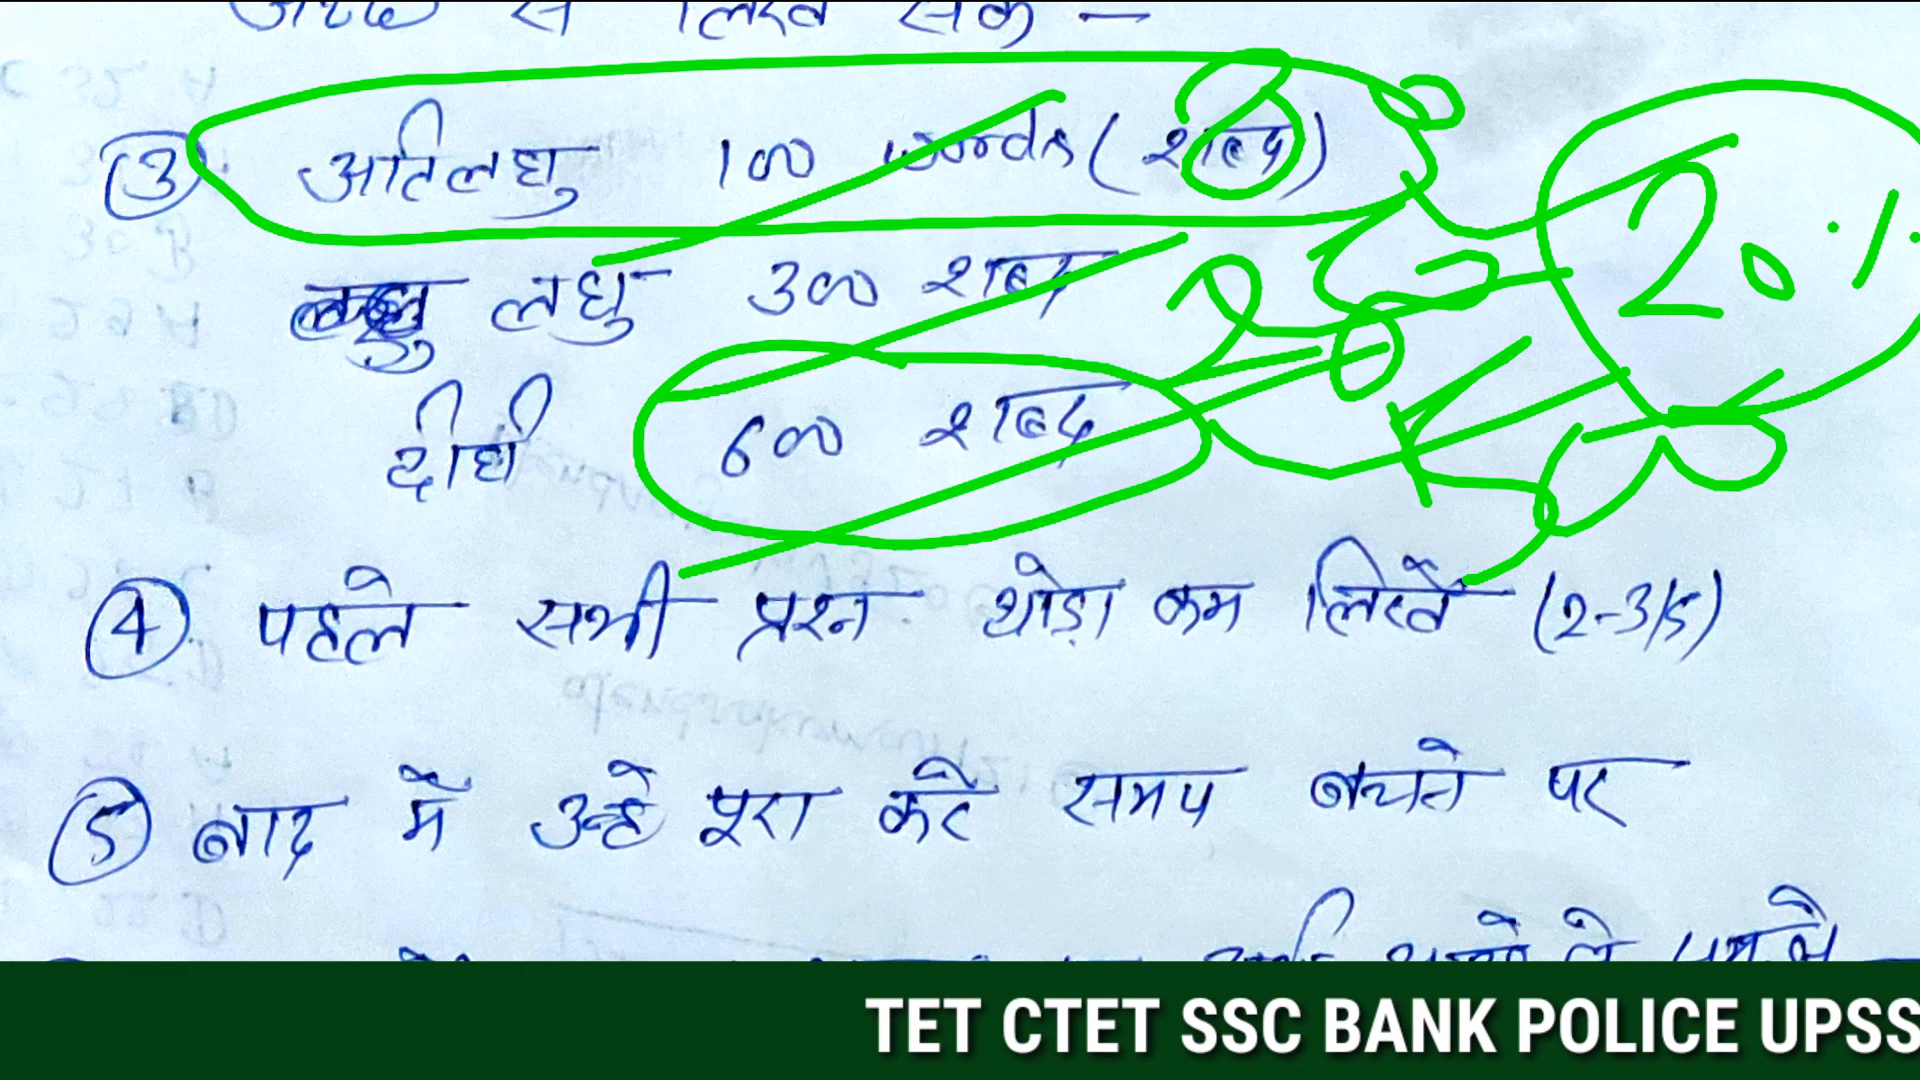 से लिख सके -
③ अतिलघु 100 words (शब्द)
लघु 300 शब्द
दीर्घ 600 शब्द
20%
④ पहले सभी प्रश्न थोड़ा कम लिखें (2-3/5)
⑤ बाद में उन्हे पूरा करें समय बचने पर
TET CTET SSC BANK POLICE UPSS